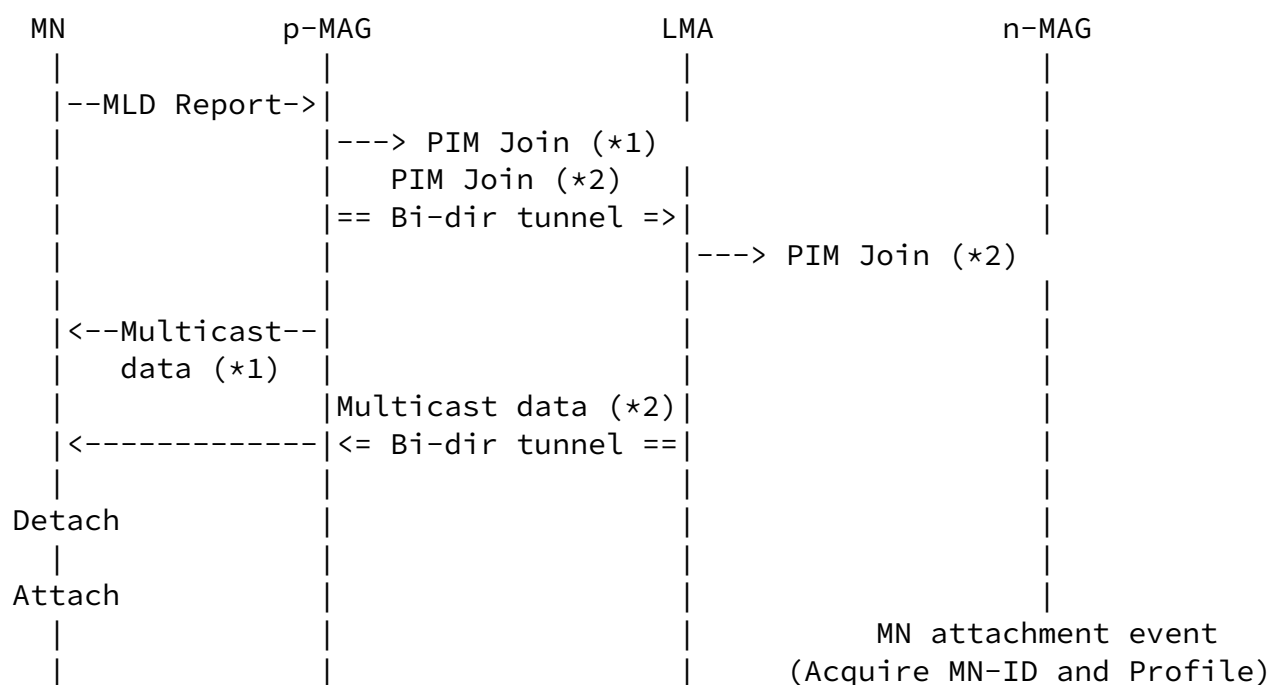 MN p-MAG LMA n-MAG
|--MLD Report->|
|---> PIM Join (*1)
PIM Join (*2)
|== Bi-dir tunnel =>|
|---> PIM Join (*2)
|<--Multicast--|
data (*1)
|Multicast data (*2)|
|<-------------|<= Bi-dir tunnel ==|
Detach
Attach
MN attachment event
(Acquire MN-ID and Profile)